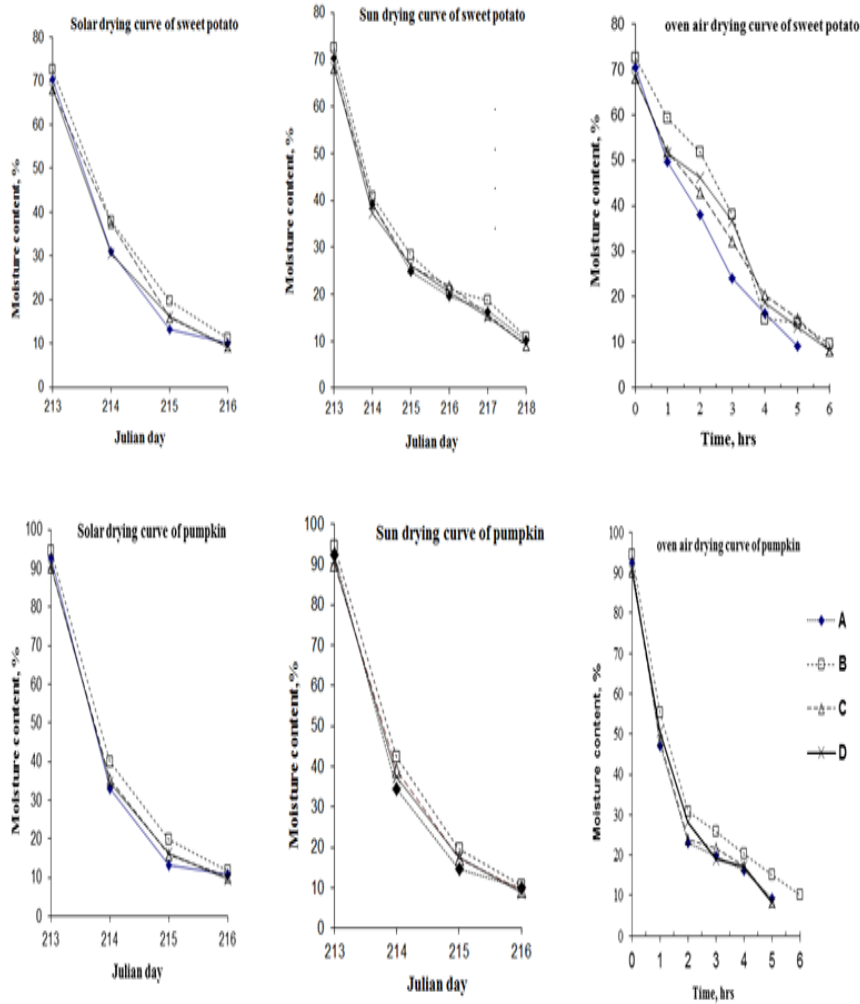 Solar drying curve of sweet potato
Moisture content, %
80
70
60
50
40
30
20
10
0
213 214 215 216
Julian day
Sun drying curve of sweet potato
Moisture content, %
80
70
60
50
40
30
20
10
0
213 214 215 216 217 218
Julian day
oven air drying curve of sweet potato
Moisture content, %
80
70
60
50
40
30
20
10
0
0 1 2 3 4 5 6
Time, hrs
Solar drying curve of pumpkin
Moisture content, %
100
90
80
70
60
50
40
30
20
10
0
213 214 215 216
Julian day
Sun drying curve of pumpkin
Moisture content, %
100
90
80
70
60
50
40
30
20
10
0
213 214 215 216
Julian day
oven air drying curve of pumpkin
Moisture content, %
100
90
80
70
60
50
40
30
20
10
0
0 1 2 3 4 5 6
Time, hrs
A
B
C
D